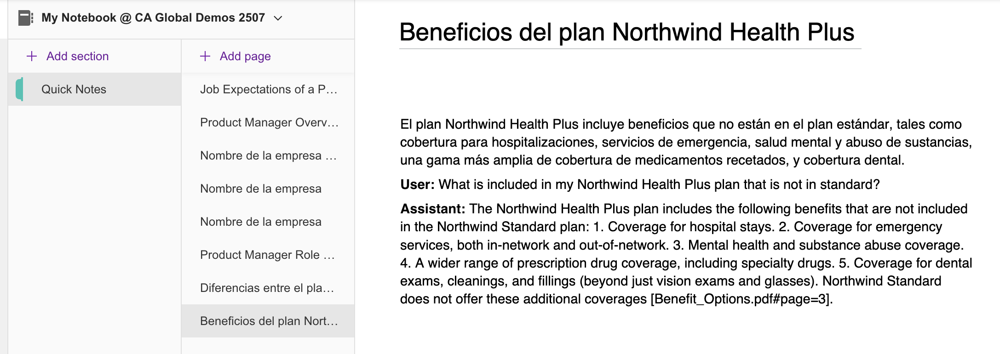 My Notebook @ CA Global Demos 2507
Add section
Quick Notes
Add page
Job Expectations of a P...
Product Manager Overv...
Nombre de la empresa ...
Nombre de la empresa
Nombre de la empresa
Product Manager Role ...
Diferencias entre el pla...
Beneficios del plan Nort...
Beneficios del plan Northwind Health Plus
El plan Northwind Health Plus incluye beneficios que no están en el plan estándar, tales como
cobertura para hospitalizaciones, servicios de emergencia, salud mental y abuso de sustancias,
una gama más amplia de cobertura de medicamentos recetados, y cobertura dental.
User: What is included in my Northwind Health Plus plan that is not in standard?
Assistant: The Northwind Health Plus plan includes the following benefits that are not included
in the Northwind Standard plan: 1. Coverage for hospital stays. 2. Coverage for emergency
services, both in-network and out-of-network. 3. Mental health and substance abuse coverage.
4. A wider range of prescription drug coverage, including specialty drugs. 5. Coverage for dental
exams, cleanings, and fillings (beyond just vision exams and glasses). Northwind Standard
does not offer these additional coverages [Benefit_Options.pdf#page=3].